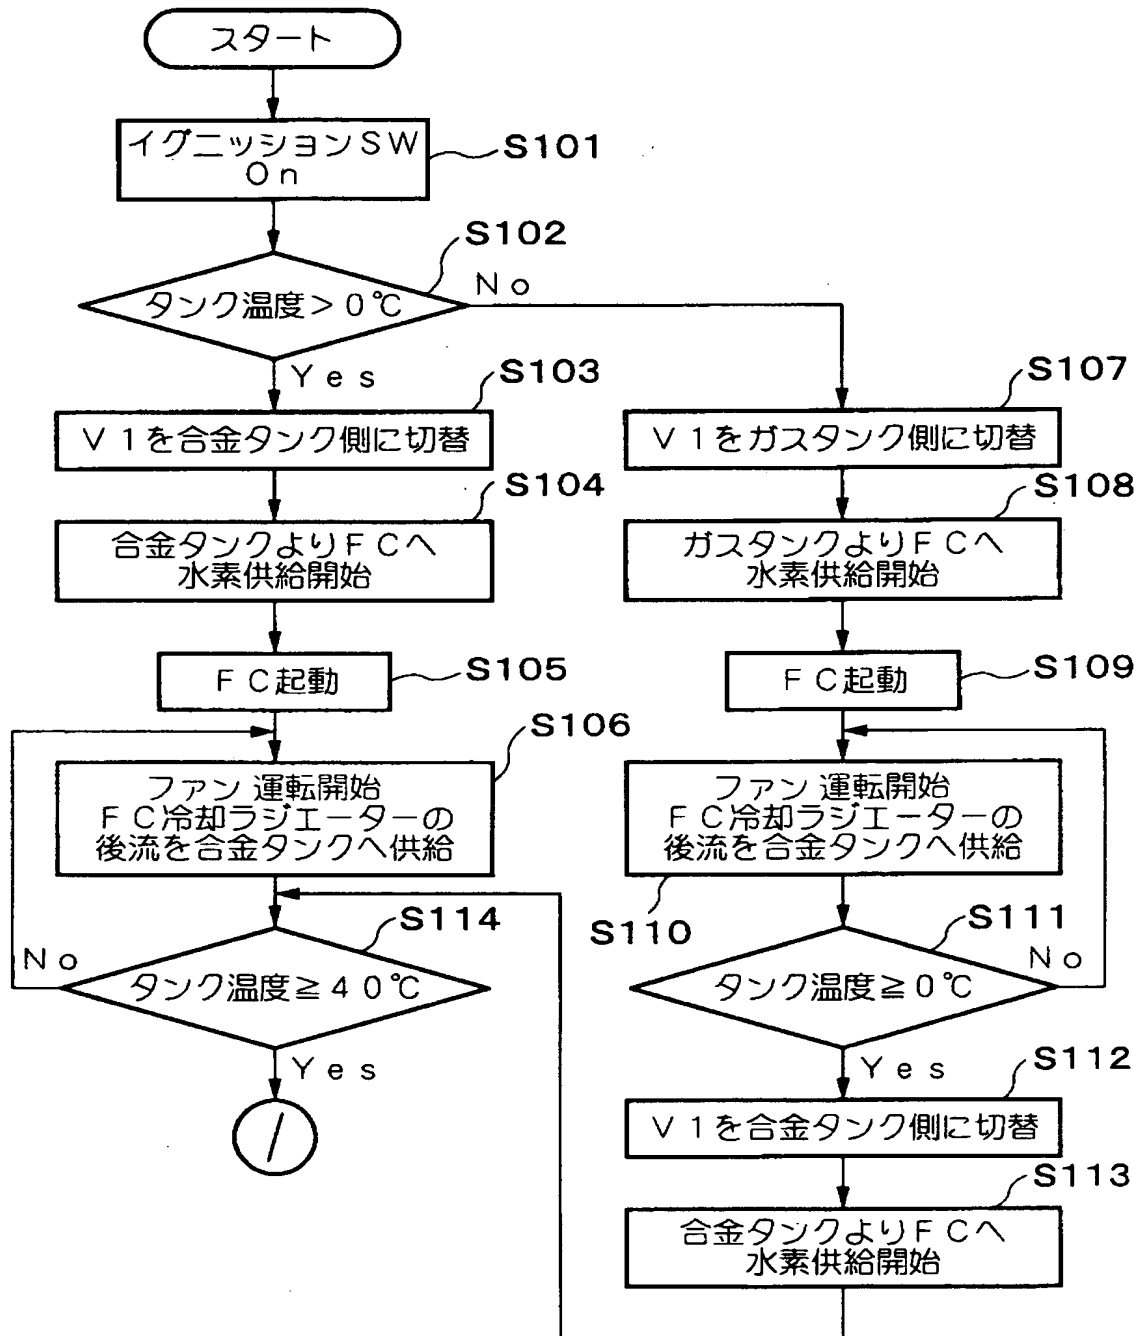 スタート
イグニッションSW
On
S101
S102
タンク温度>0℃
No
Yes
S103
V1を合金タンク側に切替
S104
合金タンクよりFCへ
水素供給開始
FC起動
S105
S106
ファン運転開始
FC冷却ラジエーターの
後流を合金タンクへ供給
S114
No
タンク温度≧40℃
Yes
1
S107
V1をガスタンク側に切替
S108
ガスタンクよりFCへ
水素供給開始
FC起動
S109
ファン運転開始
FC冷却ラジエーターの
後流を合金タンクへ供給
S110
S111
タンク温度≧0℃
No
Yes
S112
V1を合金タンク側に切替
S113
合金タンクよりFCへ
水素供給開始